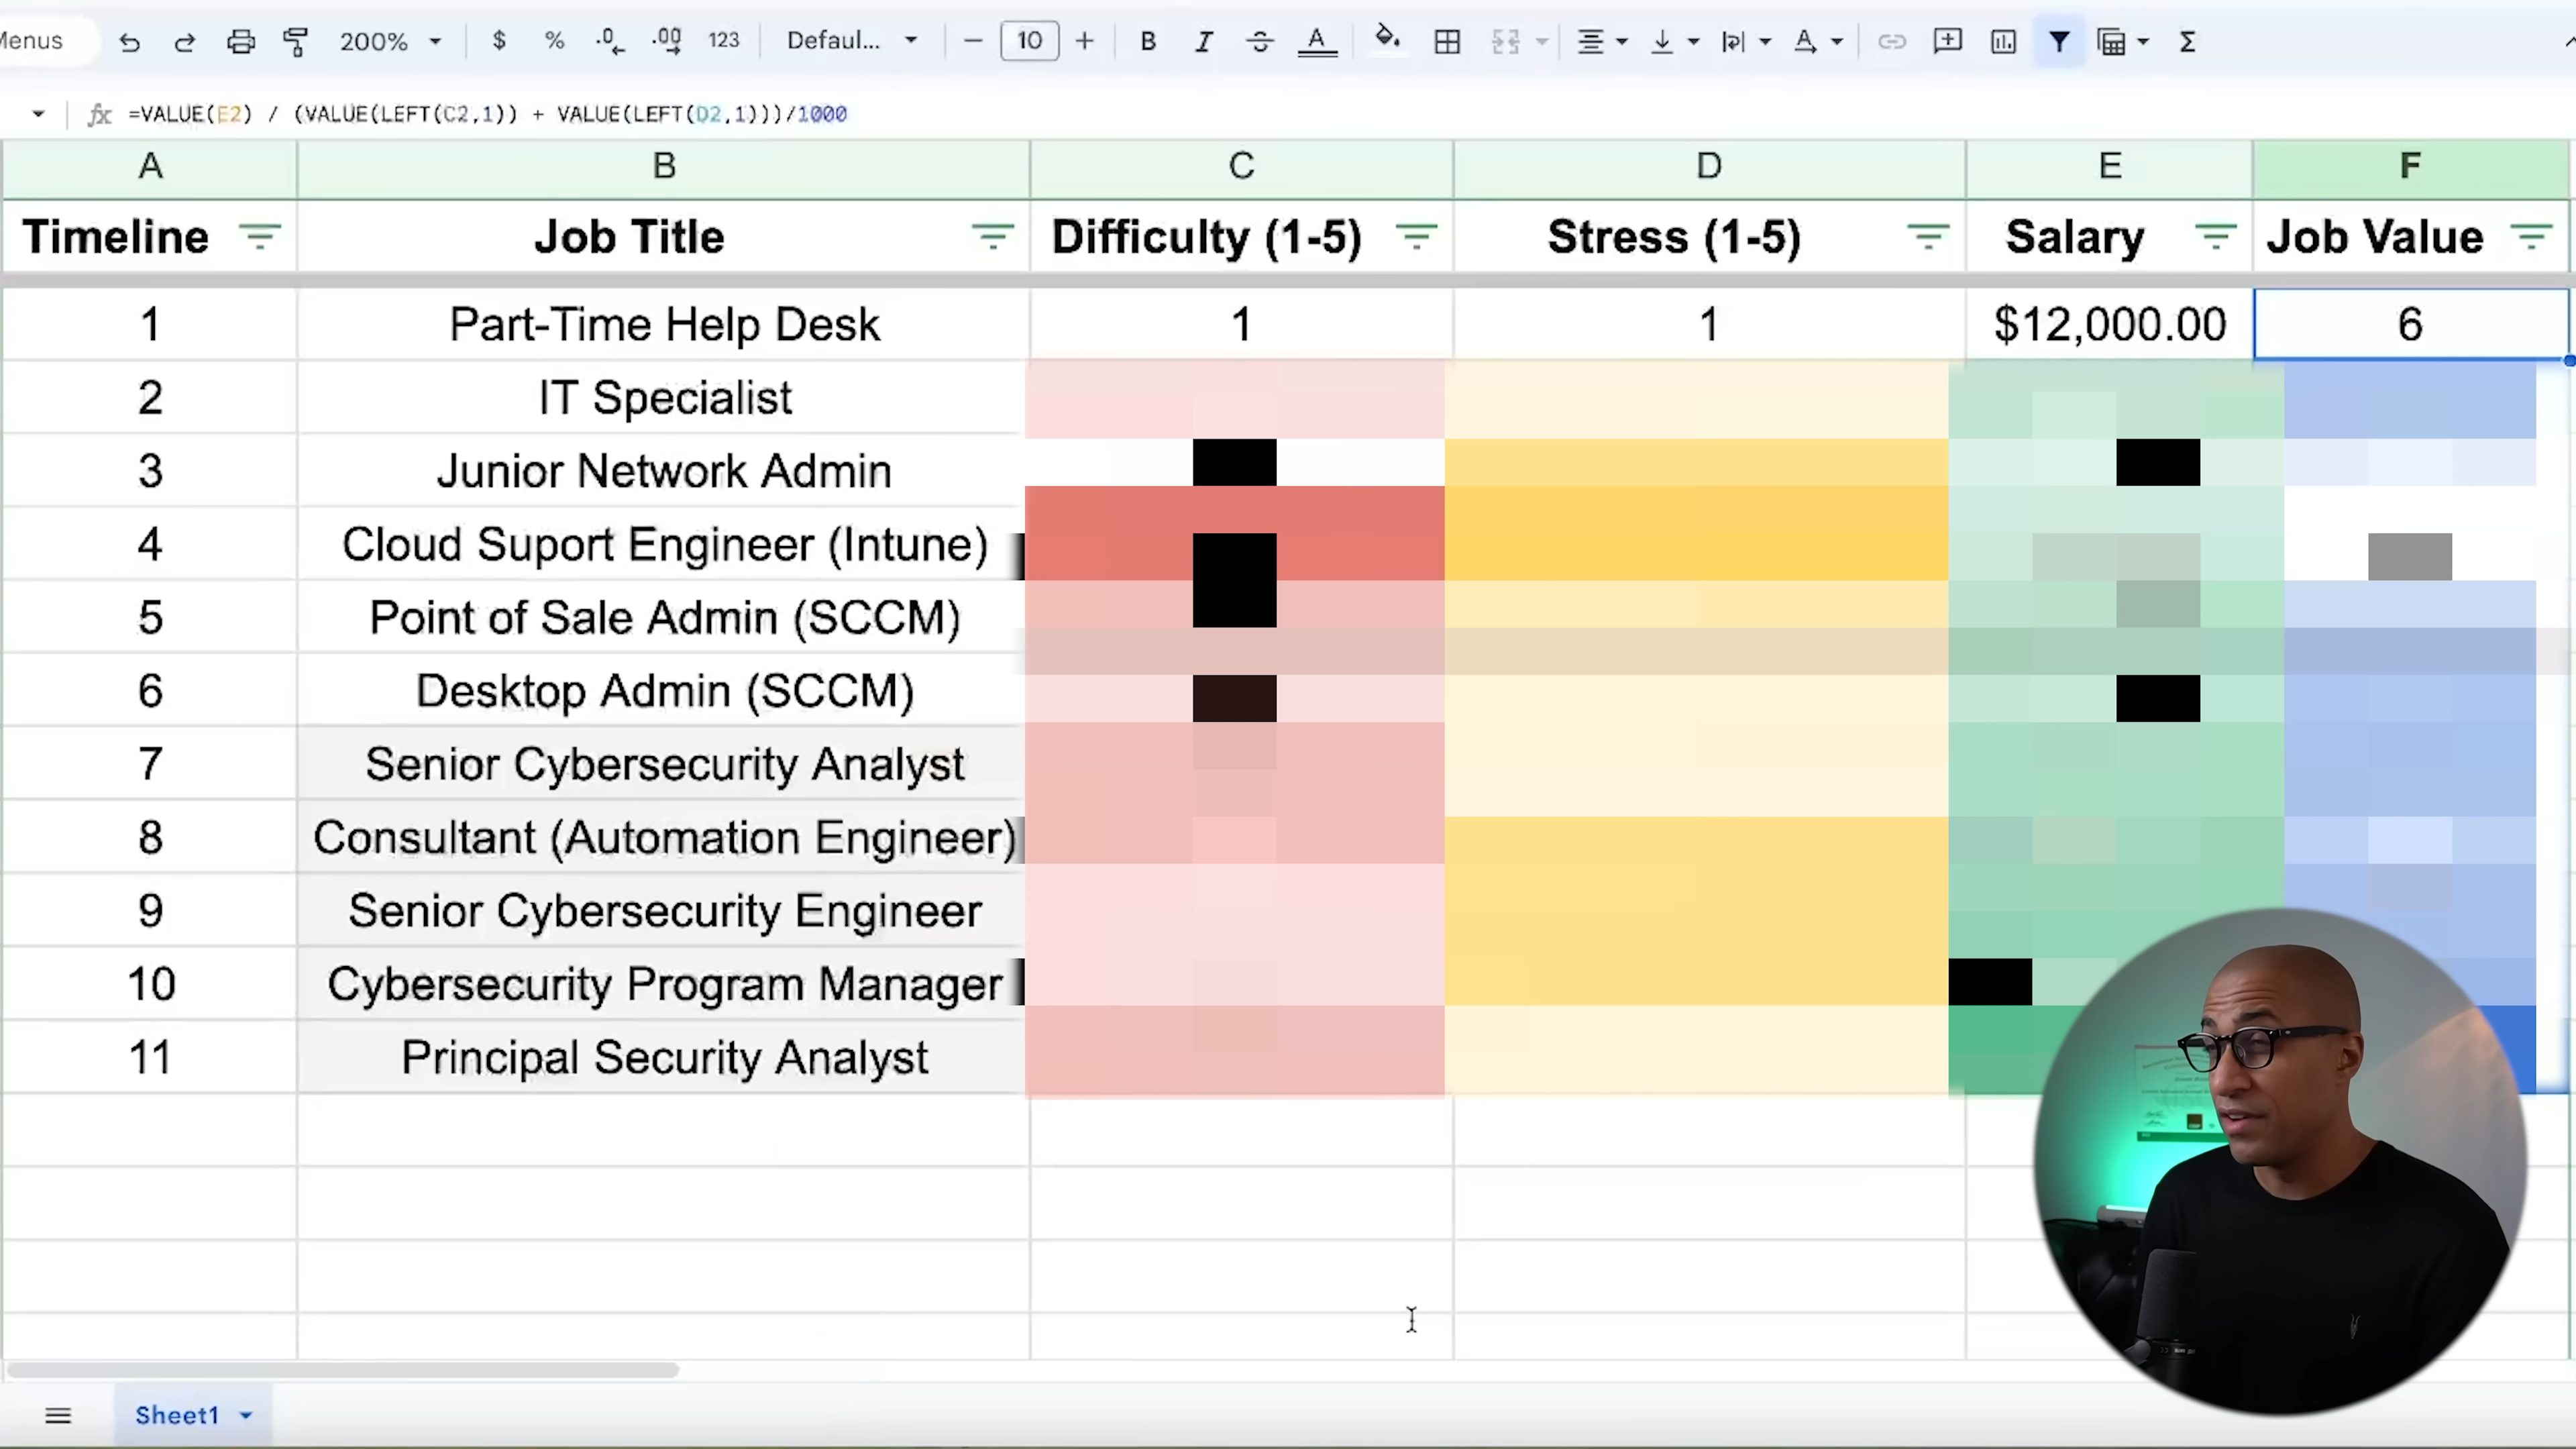 Menus 200% $ % .0 .00 123 Defaul... — 10 + B I A Σ
fx =VALUE(E2) / (VALUE(LEFT(C2,1)) + VALUE(LEFT(D2,1)))/1000
A B C D E F
Timeline Job Title Difficulty (1-5) Stress (1-5) Salary Job Value
1 Part-Time Help Desk 1 1 $12,000.00 6
2 IT Specialist
3 Junior Network Admin
4 Cloud Suport Engineer (Intune)
5 Point of Sale Admin (SCCM)
6 Desktop Admin (SCCM)
7 Senior Cybersecurity Analyst
8 Consultant (Automation Engineer)
9 Senior Cybersecurity Engineer
10 Cybersecurity Program Manager
11 Principal Security Analyst
Sheet1